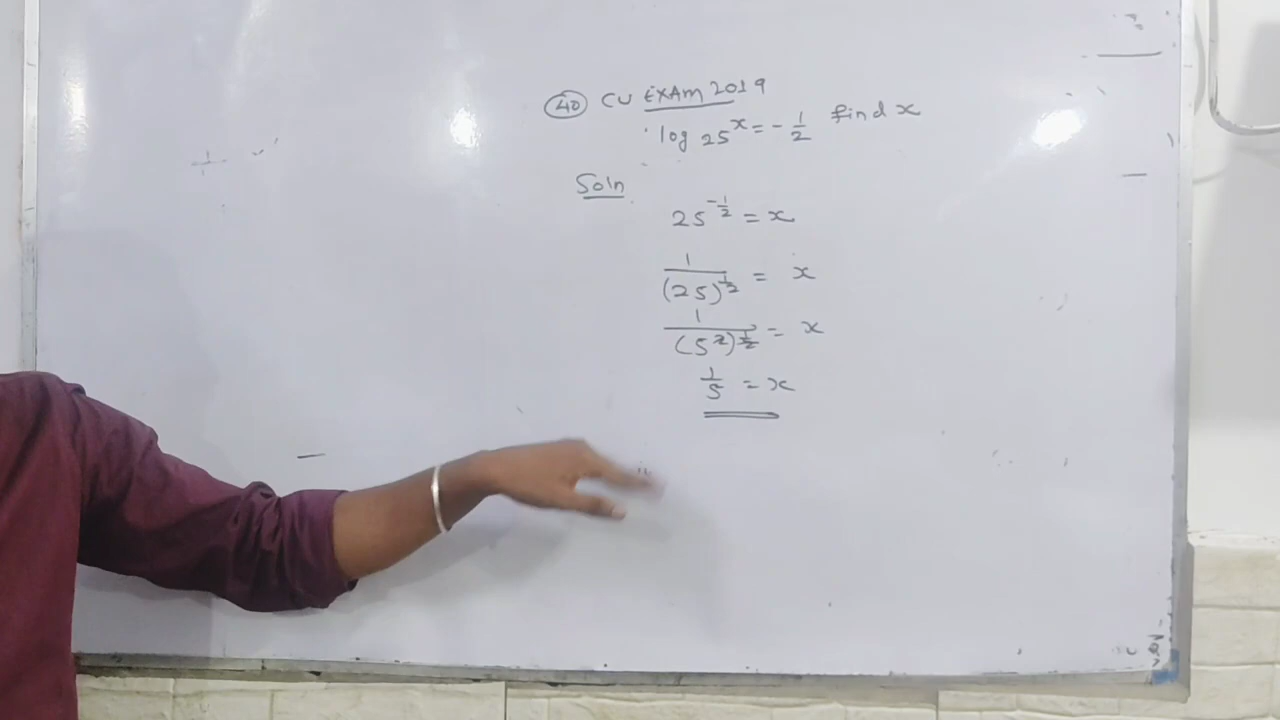 40 CU EXAM 2019
log 25^x = -1/2 find x
Soln
25^-1/2 = x
1/(25)^1/2 = x
1/(5^2)^1/2 = x
1/5 = x